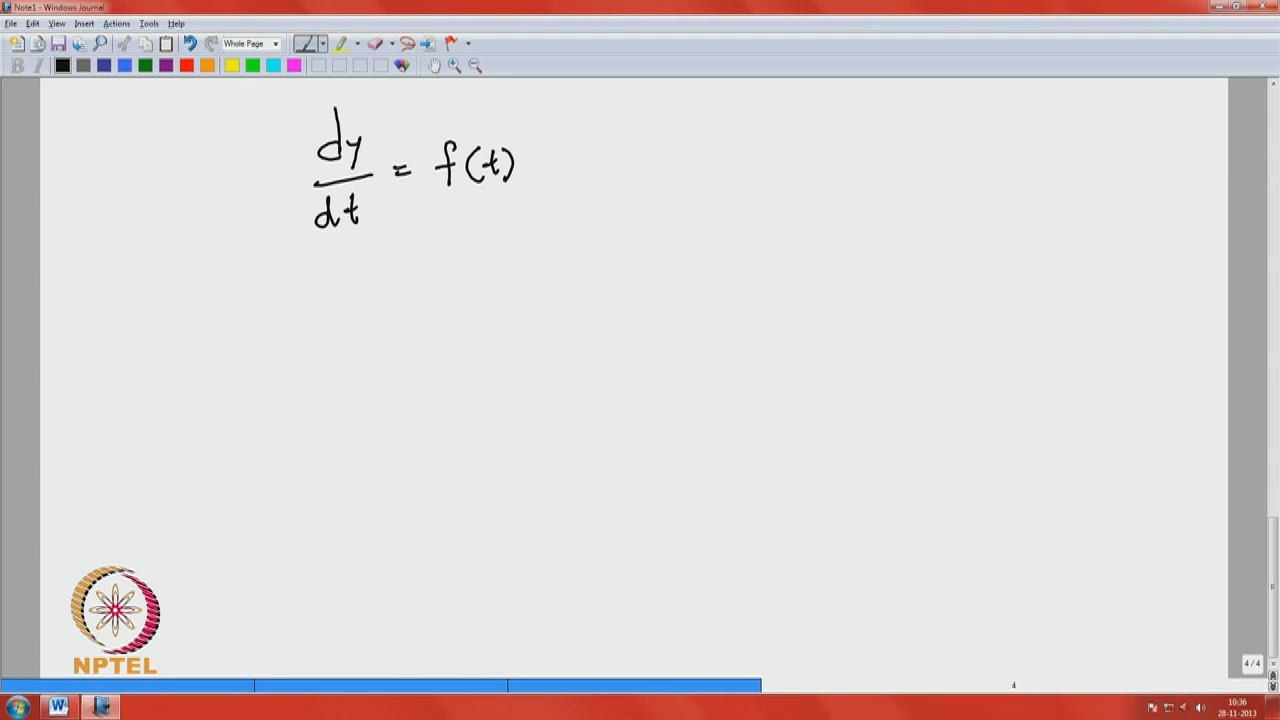 Note1 - Windows Journal
File Edit View Insert Actions Tools Help
Whole Page
B I
dy/dt = f(t)
NPTEL
4/4
4
10:36
28-11-2013